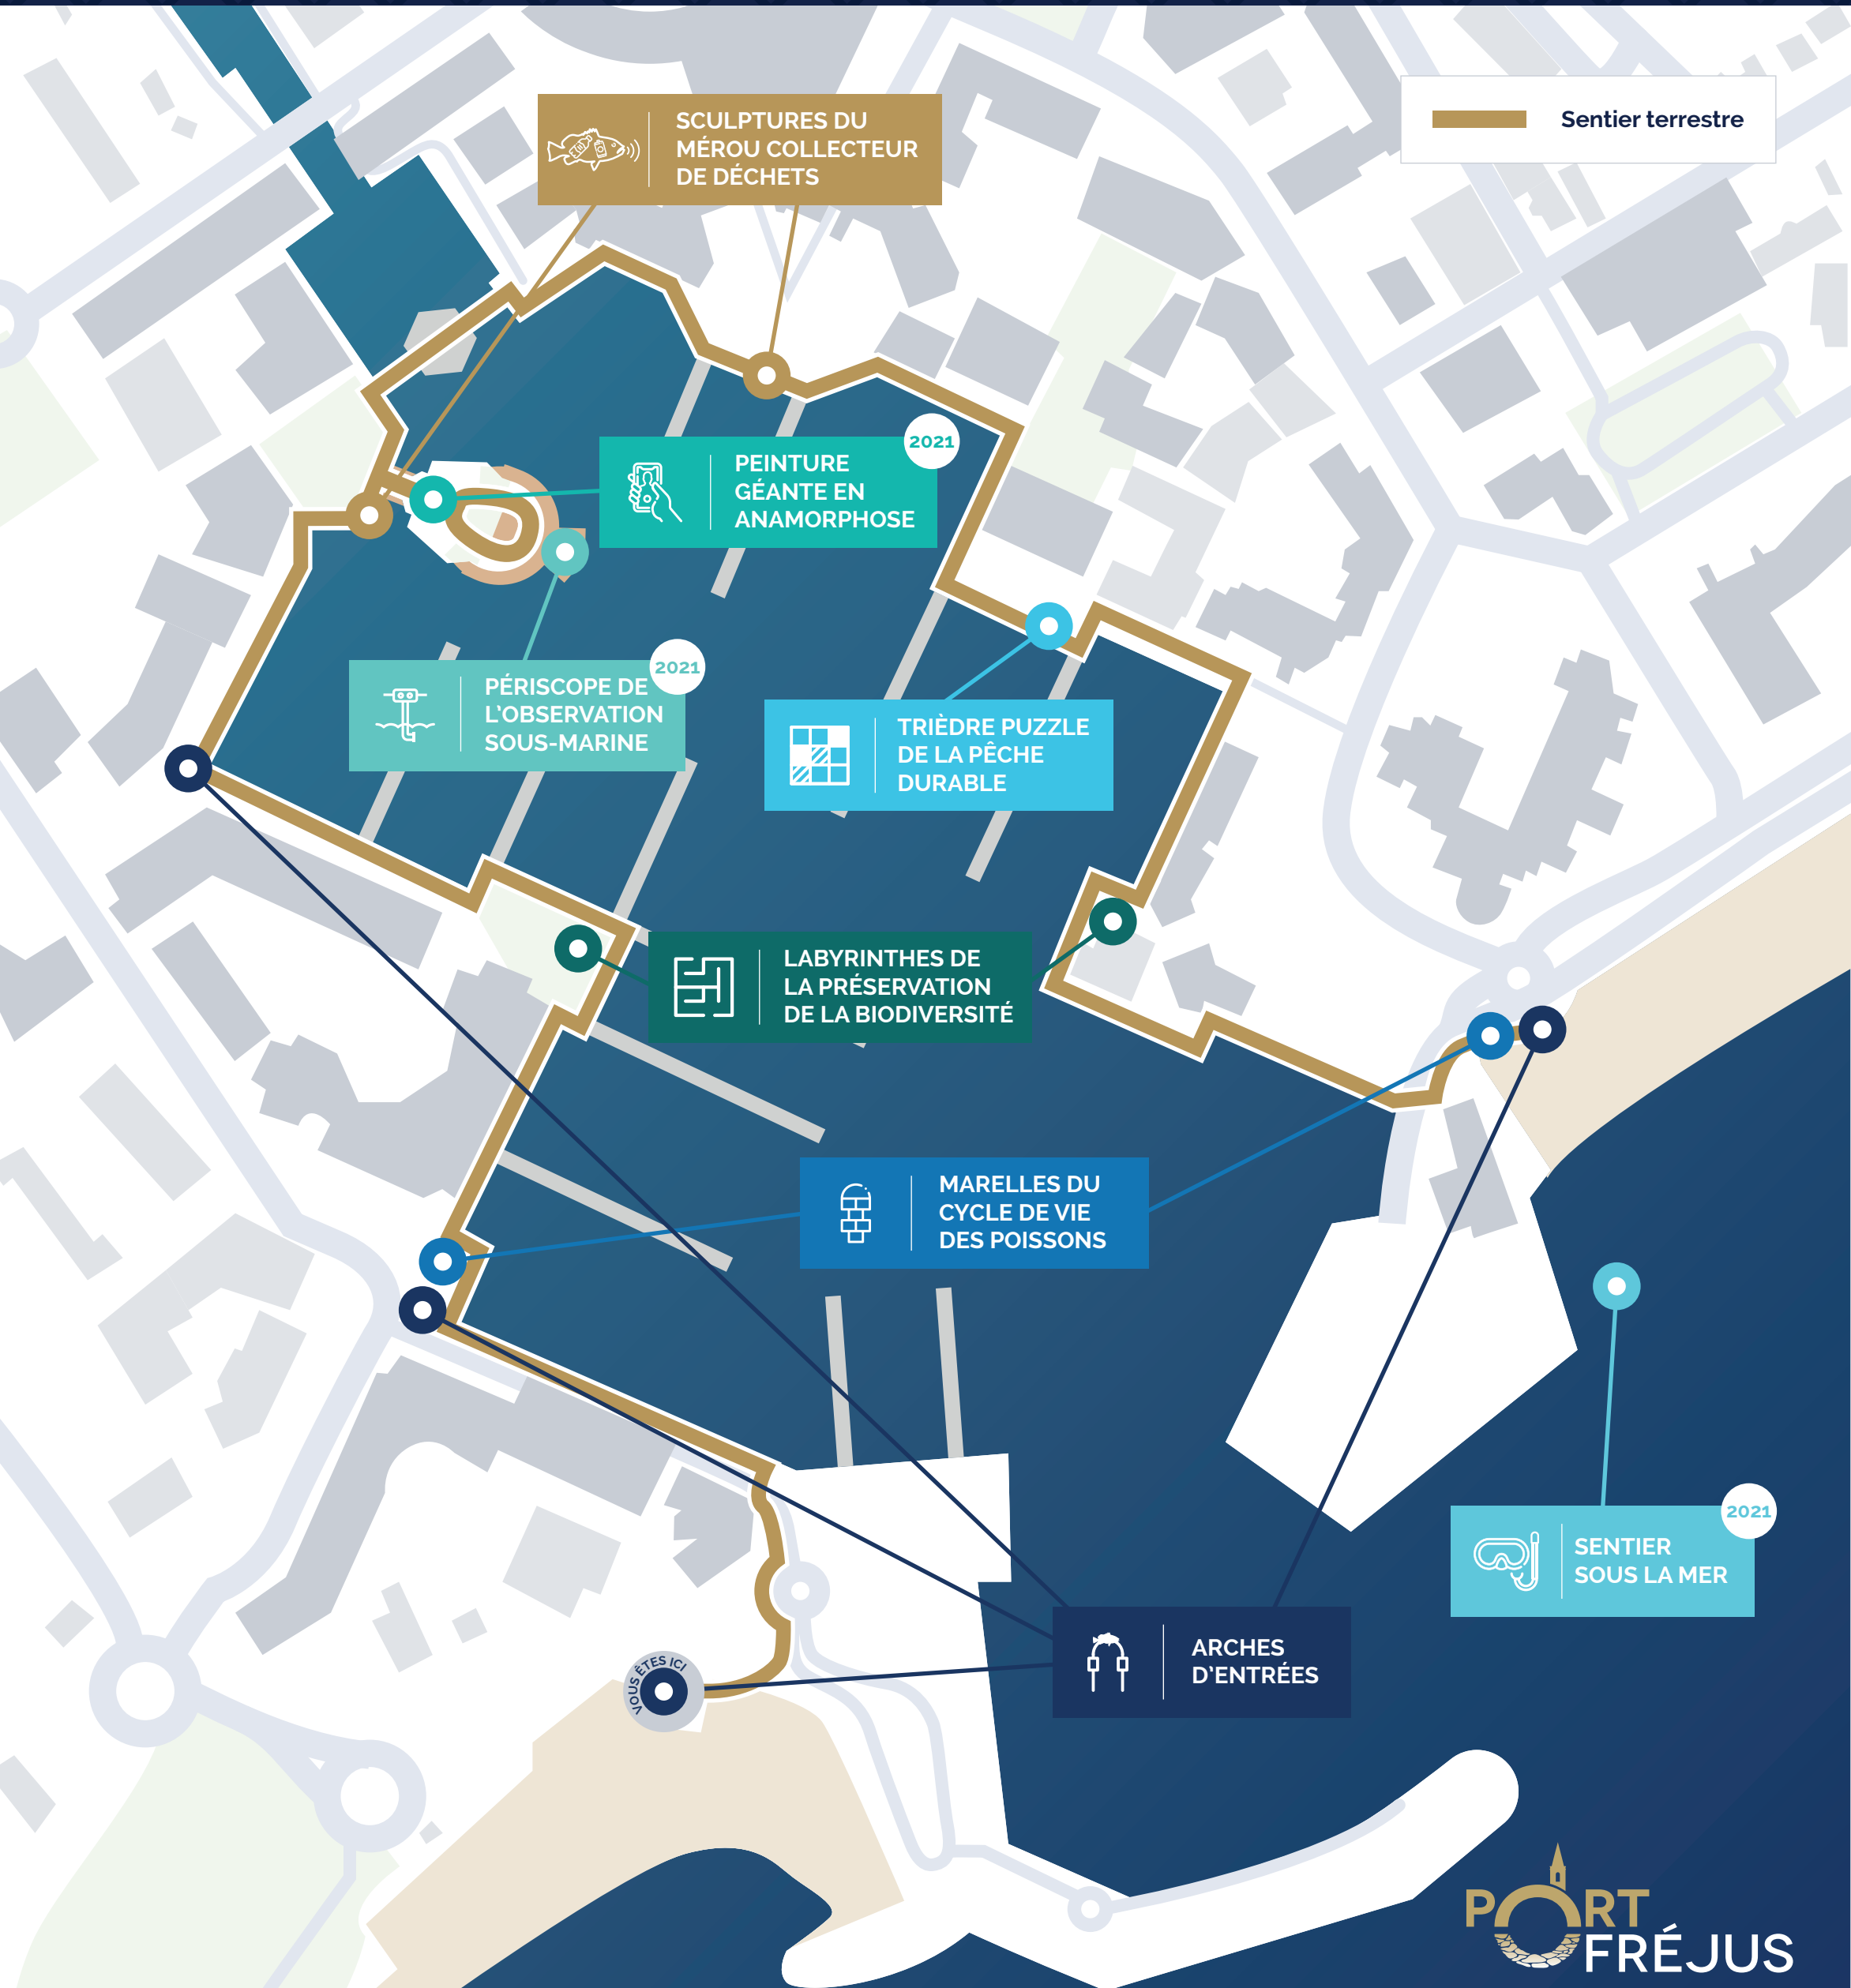 SCULPTURES DU
MÉROU COLLECTEUR
DE DÉCHETS
Sentier terrestre
2021
PEINTURE
GÉANTE EN
ANAMORPHOSE
2021
PÉRISCOPE DE
L'OBSERVATION
SOUS-MARINE
TRIÈDRE PUZZLE
DE LA PÊCHE
DURABLE
LABYRINTHES DE
LA PRÉSERVATION
DE LA BIODIVERSITÉ
MARELLES DU
CYCLE DE VIE
DES POISSONS
2021
SENTIER
SOUS LA MER
ARCHES
D'ENTRÉES
VOUS ÊTES ICI
PORT
FRÉJUS